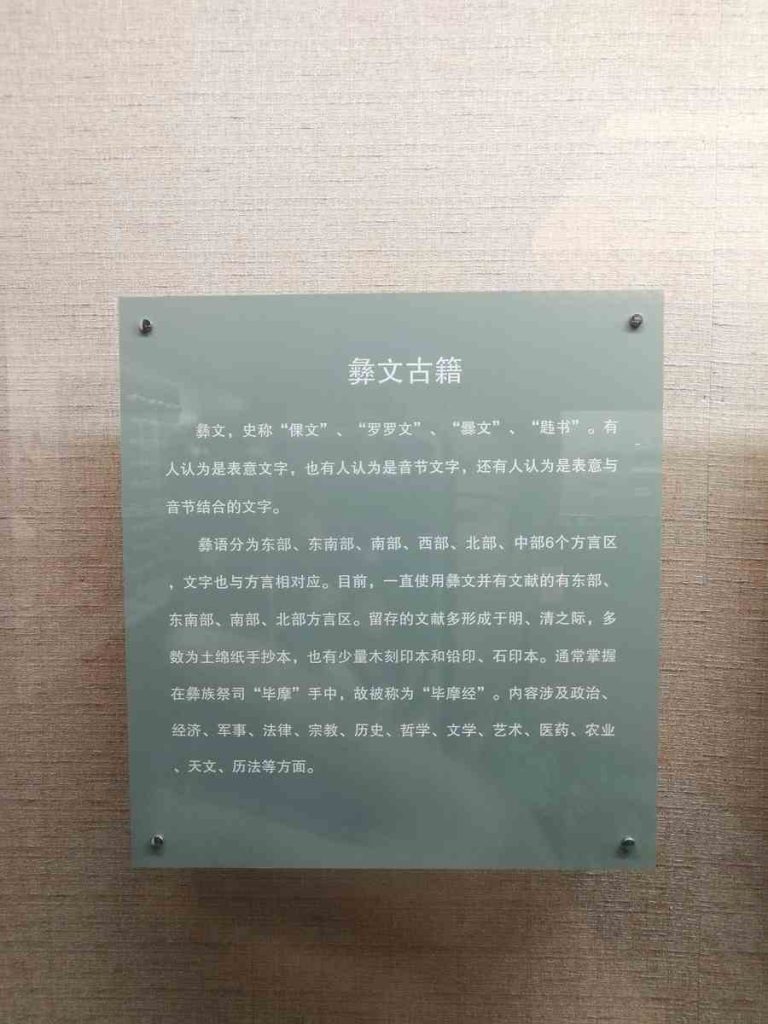 彝文古籍
彝文，史称“倮文”、“罗罗文”、“爨文”、“韪书”。有
人认为是表意文字，也有人认为是音节文字，还有人认为是表意与
音节结合的文字。
彝语分为东部、东南部、南部、西部、北部、中部6个方言区
，文字也与方言相对应。目前，一直使用彝文并有文献的有东部、
东南部、南部、北部方言区。留存的文献多形成于明、清之际，多
数为土绵纸手抄本，也有少量木刻印本和铅印、石印本。通常掌握
在彝族祭司“毕摩”手中，故被称为“毕摩经”。内容涉及政治、
经济、军事、法律、宗教、历史、哲学、文学、艺术、医药、农业
、天文、历法等方面。